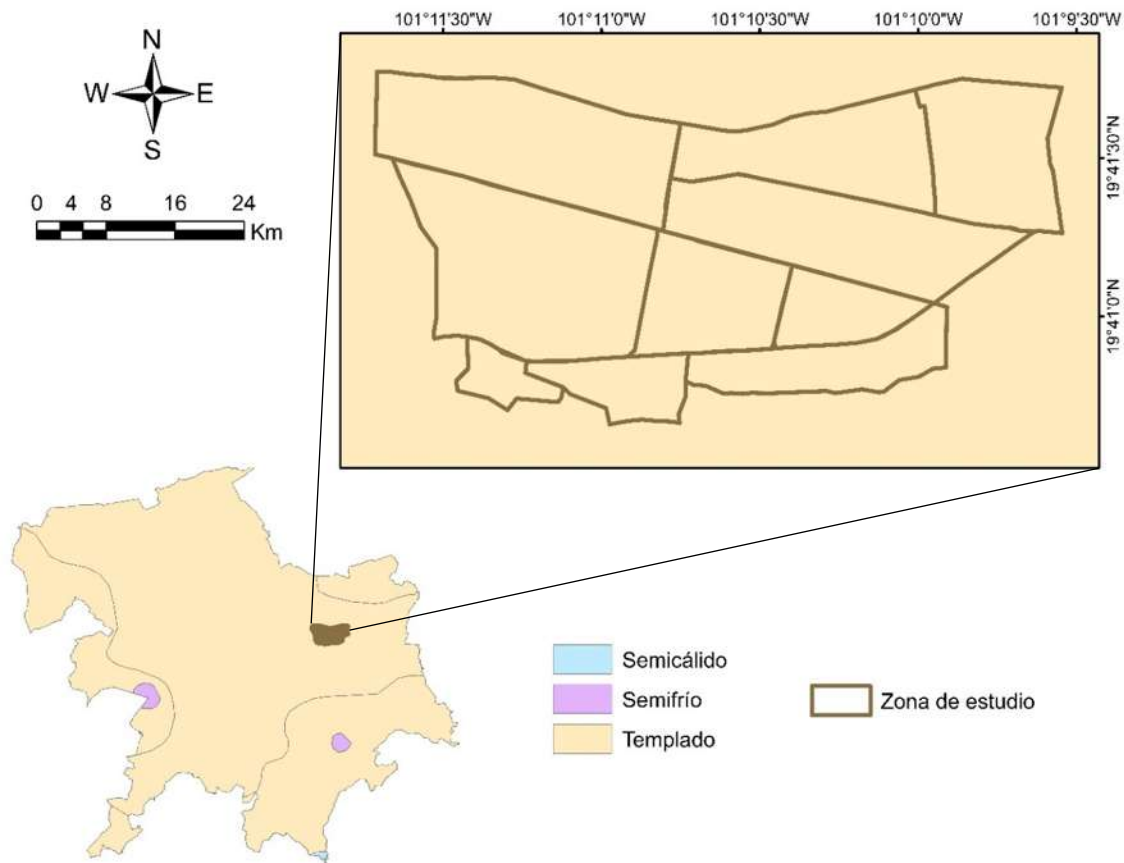 101°11'30"W 101°11'0"W 101°10'30"W 101°10'0"W 101°9'30"W
N
W E
S
19°41'30"N
0 4 8 16 24
Km
19°41'0"N
Semicálido
Semifrío
Zona de estudio
Templado